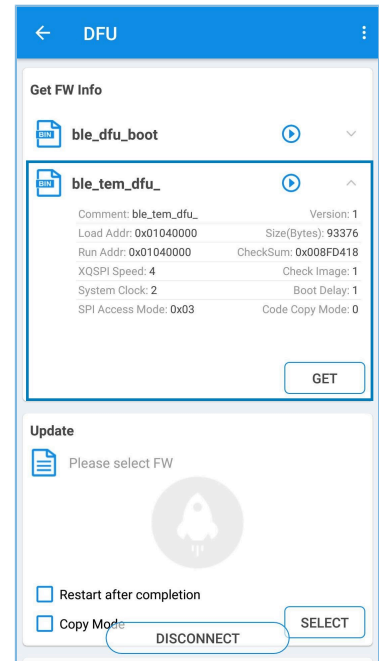 DFU
Get FW Info
BIN ble_dfu_boot
BIN ble_tem_dfu_
Comment: ble_tem_dfu_ Version: 1
Load Addr: 0x01040000 Size(Bytes): 93376
Run Addr: 0x01040000 CheckSum: 0x008FD418
XQSPI Speed: 4 Check Image: 1
System Clock: 2 Boot Delay: 1
SPI Access Mode: 0x03 Code Copy Mode: 0
GET
Update
Please select FW
Restart after completion
Copy Mode SELECT
DISCONNECT